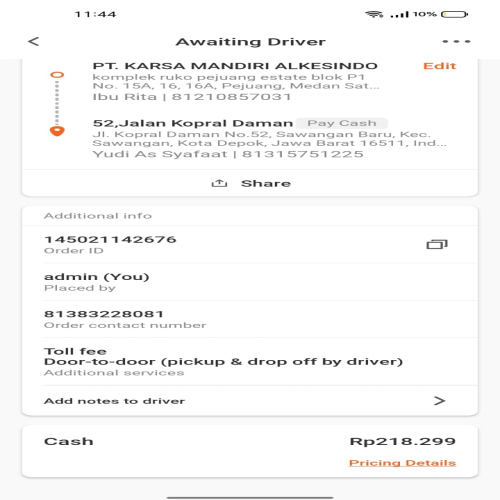 11:44
10%
Awaiting Driver
PT. KARSA MANDIRI ALKESINDO
Edit
komplek ruko pejuang estate blok P1
No. 15A, 16, 16A, Pejuang, Medan Sat...
Ibu Rita | 81210857031
52,Jalan Kopral Daman Pay Cash
Jl. Kopral Daman No.52, Sawangan Baru, Kec.
Sawangan, Kota Depok, Jawa Barat 16511, Ind...
Yudi As Syafaat | 81315751225
Share
Additional info
145021142676
Order ID
admin (You)
Placed by
81383228081
Order contact number
Toll fee
Door-to-door (pickup & drop off by driver)
Additional services
Add notes to driver
Cash Rp218.299
Pricing Details